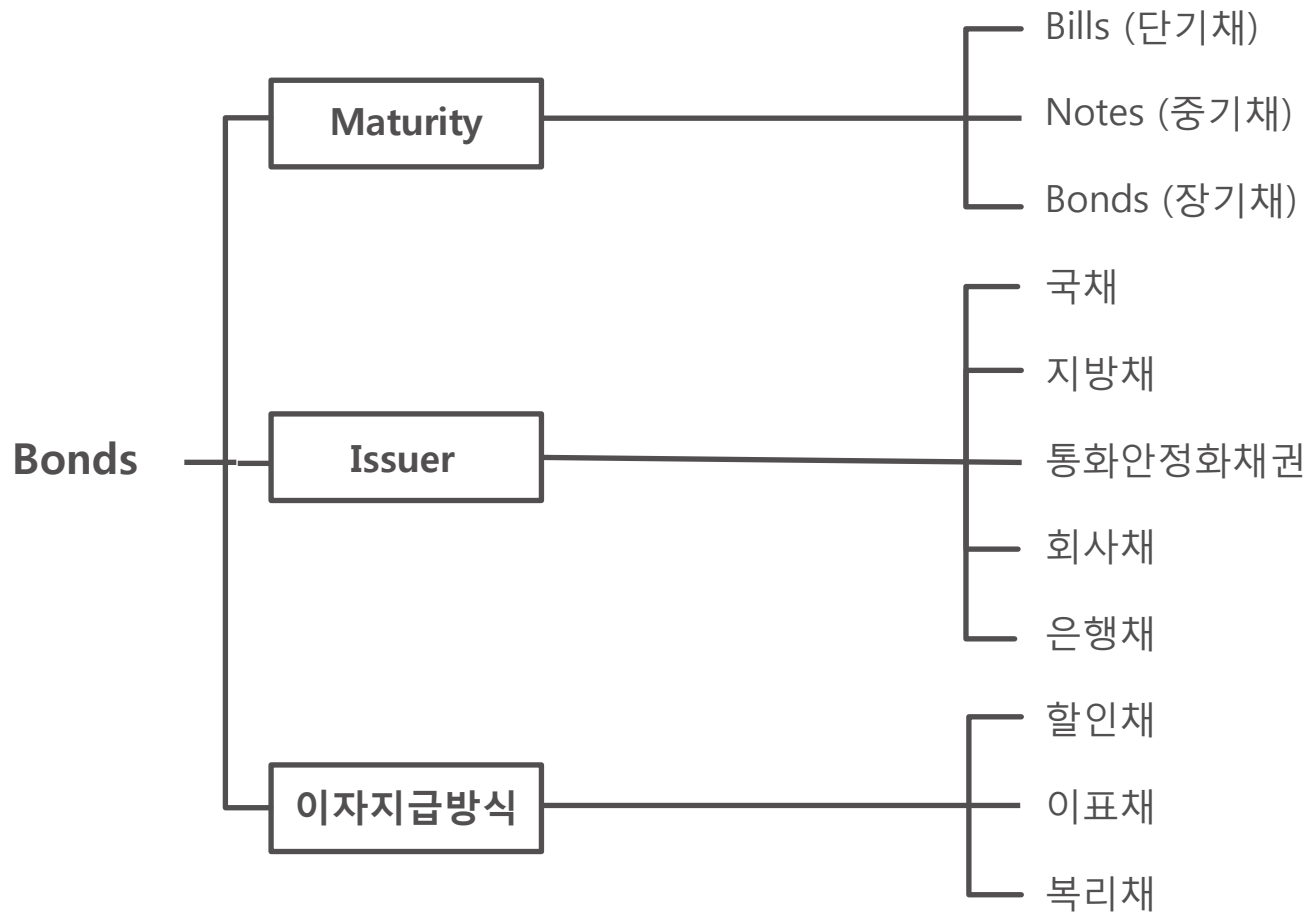 Bonds
Maturity
Bills (단기채)
Notes (중기채)
Bonds (장기채)
Issuer
국채
지방채
통화안정화채권
회사채
은행채
이자지급방식
할인채
이표채
복리채